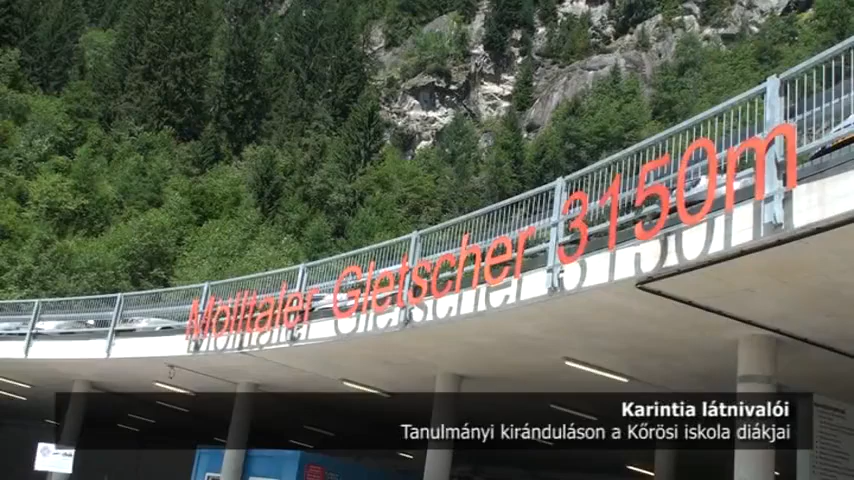 Mölltaler Gletscher 3150m
Karintia látnivalói
Tanulmányi kiránduláson a Kőrösi iskola diákjai